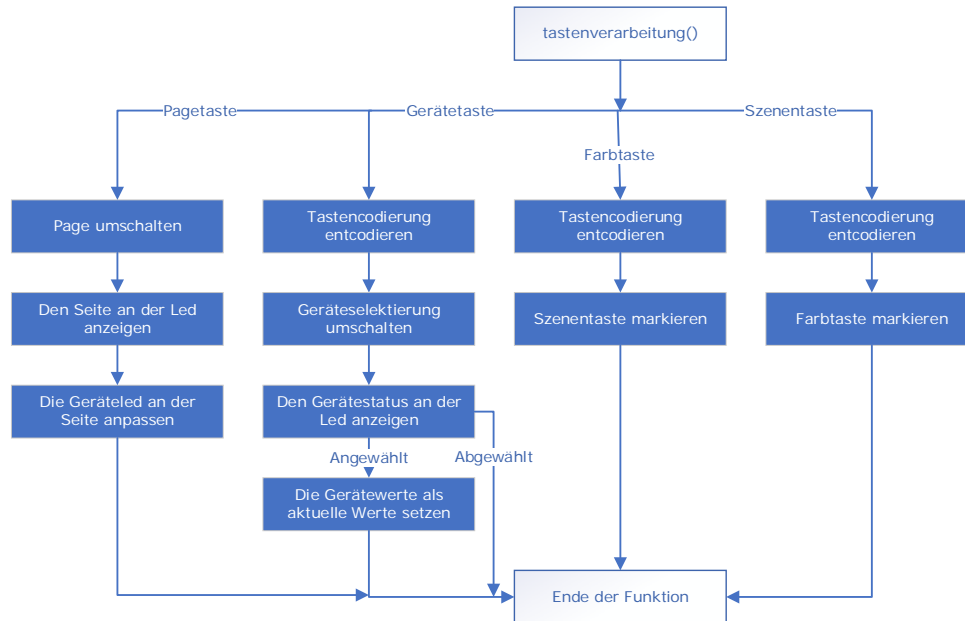 tastenverarbeitung()
Pagetaste
Gerätetaste
Szenentaste
Farbtaste
Page umschalten
Tastencodierung
entcodieren
Tastencodierung
entcodieren
Tastencodierung
entcodieren
Den Seite an der Led
anzeigen
Geräteselektierung
umschalten
Szenentaste markieren
Farbtaste markieren
Die Geräteled an der
Seite anpassen
Den Gerätestatus an der
Led anzeigen
Angewählt
Abgewählt
Die Gerätewerte als
aktuelle Werte setzen
Ende der Funktion